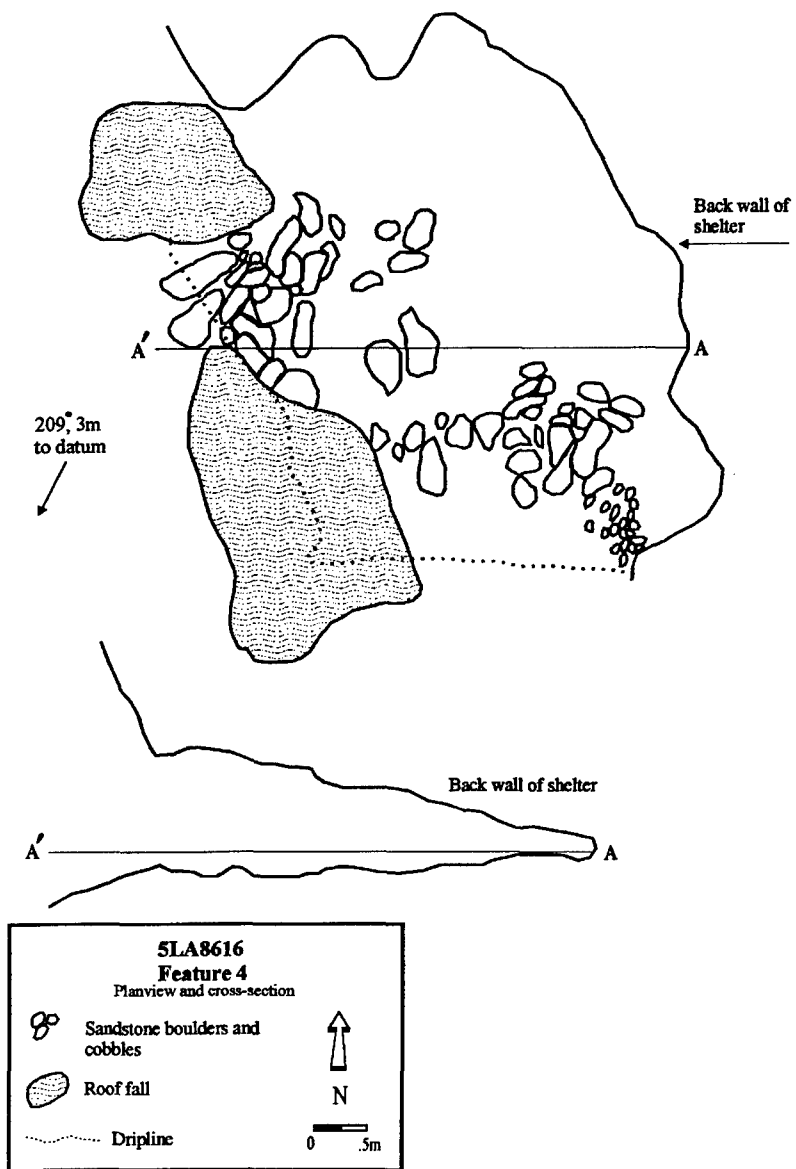 Back wall of
shelter
A' A
209°, 3m
to datum
Back wall of shelter
A' A
5LA8616
Feature 4
Planview and cross-section
Sandstone boulders and
cobbles
Roof fall
N
Dripline
0 .5m